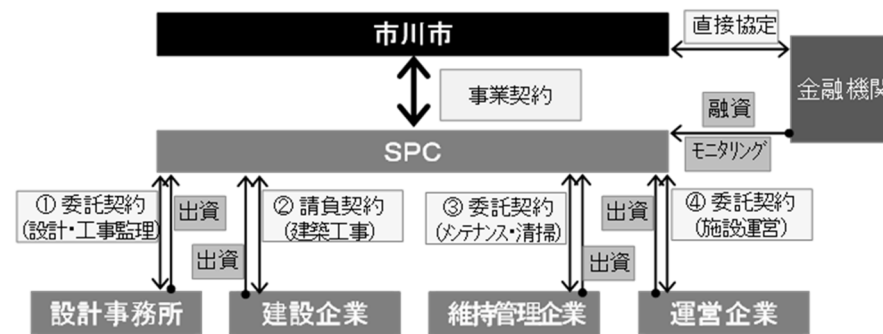 市川市
直接協定
金融機関
事業契約
融資
モニタリング
SPC
① 委託契約
(設計・工事監理)
出資
出資
② 請負契約
(建築工事)
③ 委託契約
(メンテナンス・清掃)
出資
出資
④ 委託契約
(施設運営)
設計事務所
建設企業
維持管理企業
運営企業